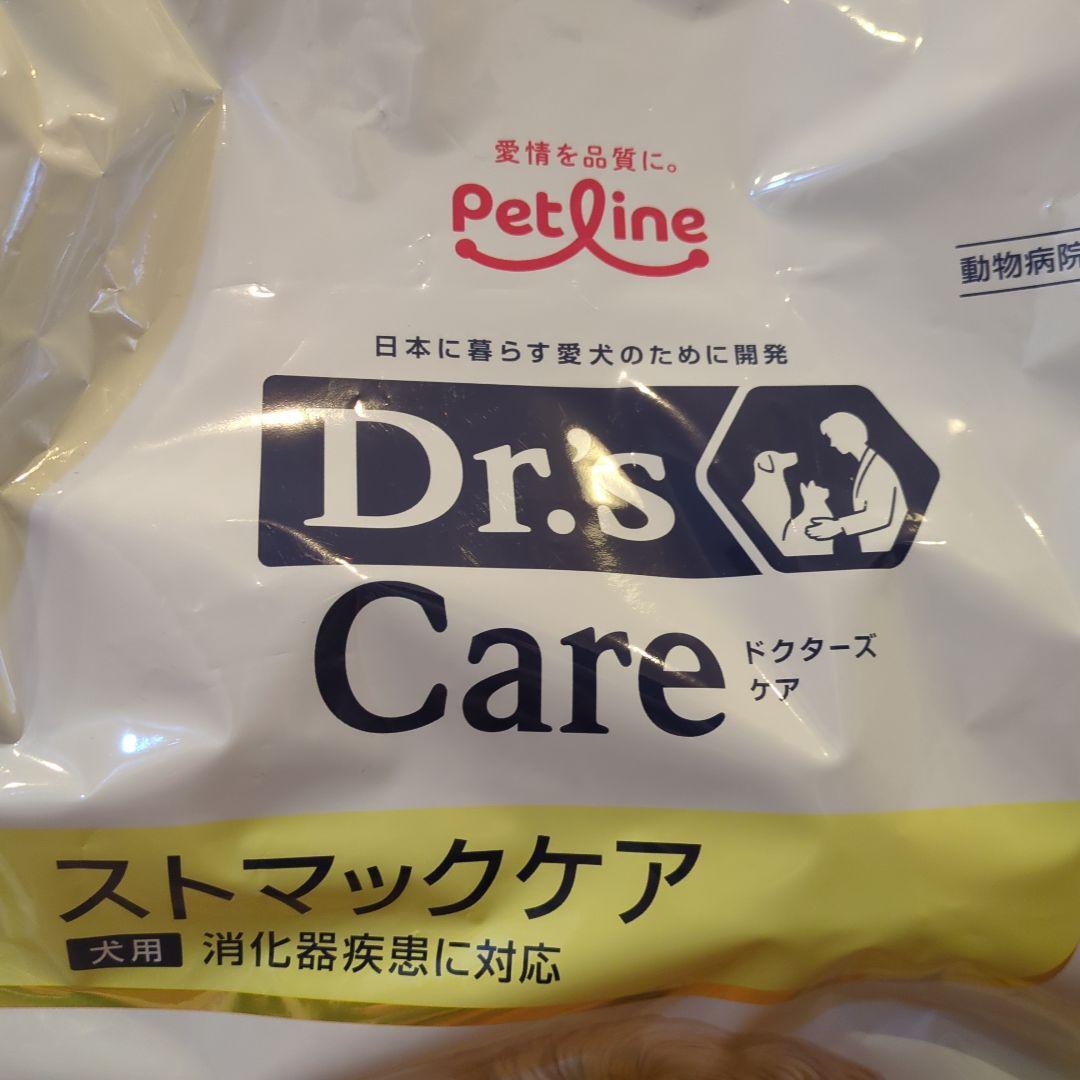 愛情を品質に。
Petline
動物病院
日本に暮らす愛犬のために開発
Dr.'s
Care
ドクターズ
ケア
ストマックケア
犬用 消化器疾患に対応